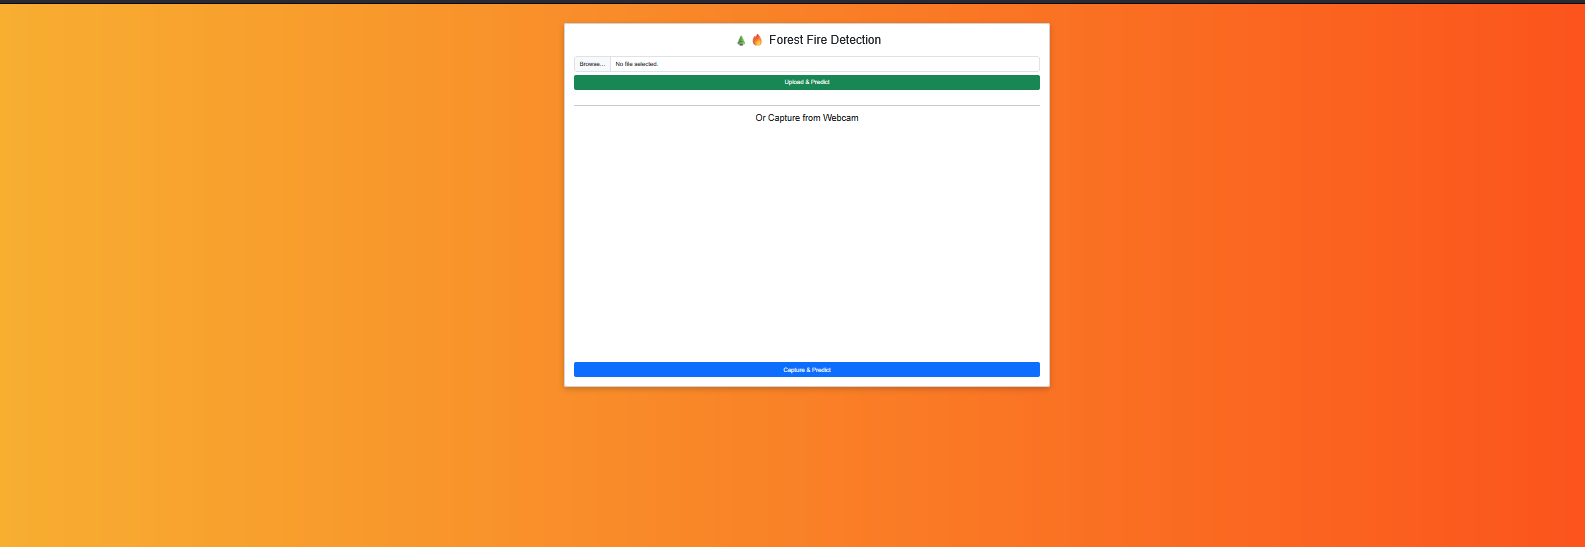 🌲 🔥 Forest Fire Detection
Browse... No file selected.
Upload & Predict
Or Capture from Webcam
Capture & Predict